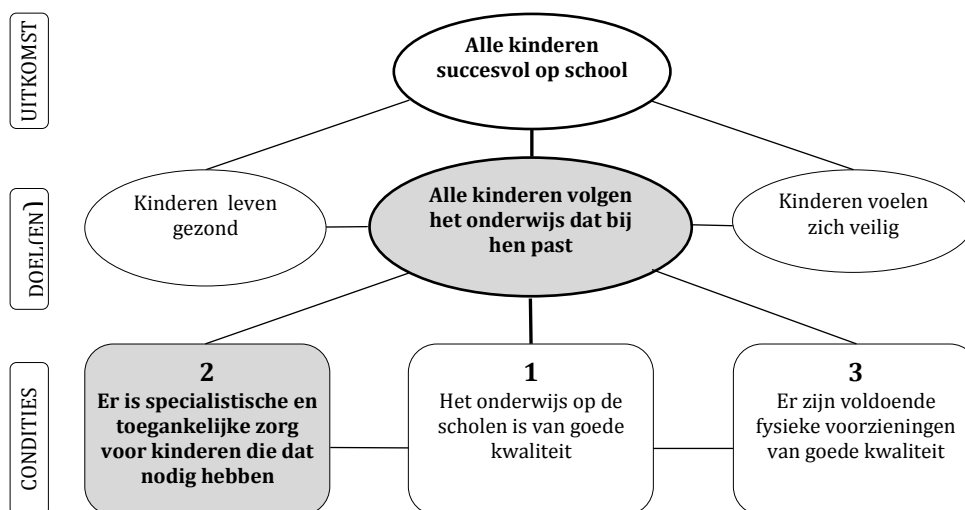 UITKOMST
Alle kinderen
succesvol op school
DOEL(EN)
Kinderen leven
gezond
Alle kinderen volgen
het onderwijs dat bij
hen past
Kinderen voelen
zich veilig
CONDITIES
2
Er is specialistische en
toegankelijke zorg
voor kinderen die dat
nodig hebben
1
Het onderwijs op de
scholen is van goede
kwaliteit
3
Er zijn voldoende
fysieke voorzieningen
van goede kwaliteit